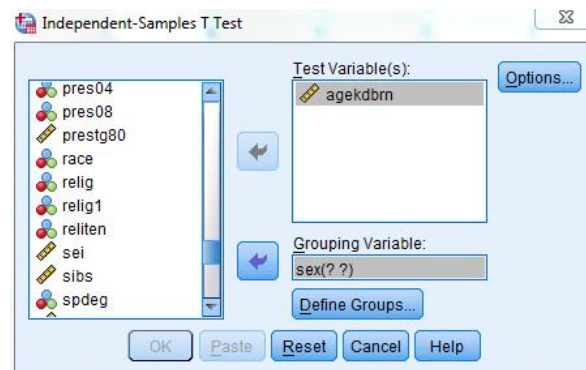 Independent-Samples T Test
Test Variable(s):
pres04
pres08
prestg80
race
relig
relig1
reliten
sei
sibs
spdeg
agekdbrn
Options...
Grouping Variable:
sex(? ?)
Define Groups...
OK Paste Reset Cancel Help